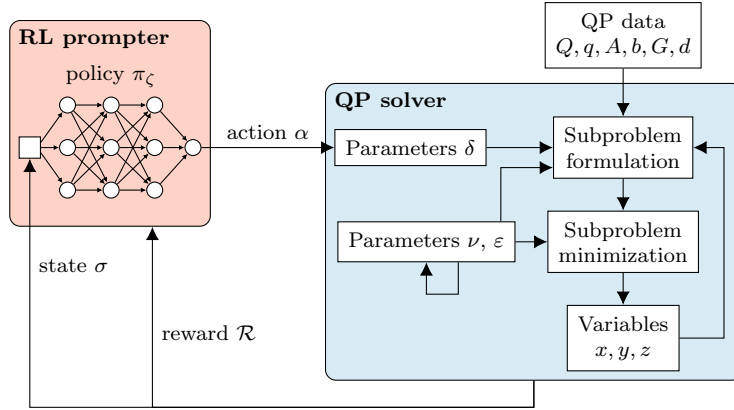 RL prompter
policy π_ζ
action α
state σ
reward ℛ
QP data
Q, q, A, b, G, d
QP solver
Parameters δ
Subproblem
formulation
Parameters ν, ε
Subproblem
minimization
Variables
x, y, z